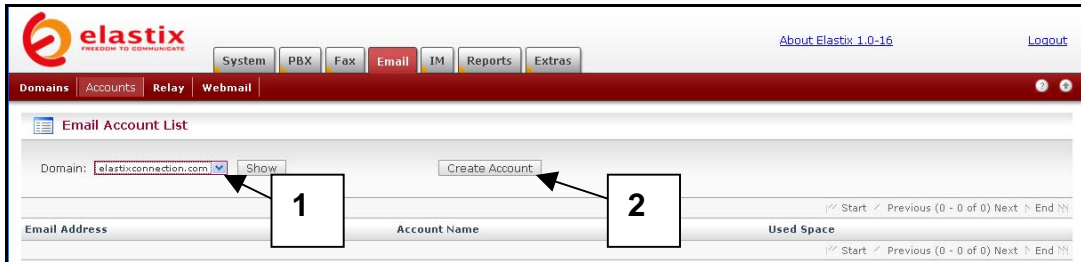 elastix
FREEDOM TO COMMUNICATE
About Elastix 1.0-16 Logout
System PBX Fax Email IM Reports Extras
Domains Accounts Relay Webmail
Email Account List
Domain: elastixconnection.com Show Create Account
1 2
Start Previous (0 - 0 of 0) Next End
Email Address Account Name Used Space
Start Previous (0 - 0 of 0) Next End